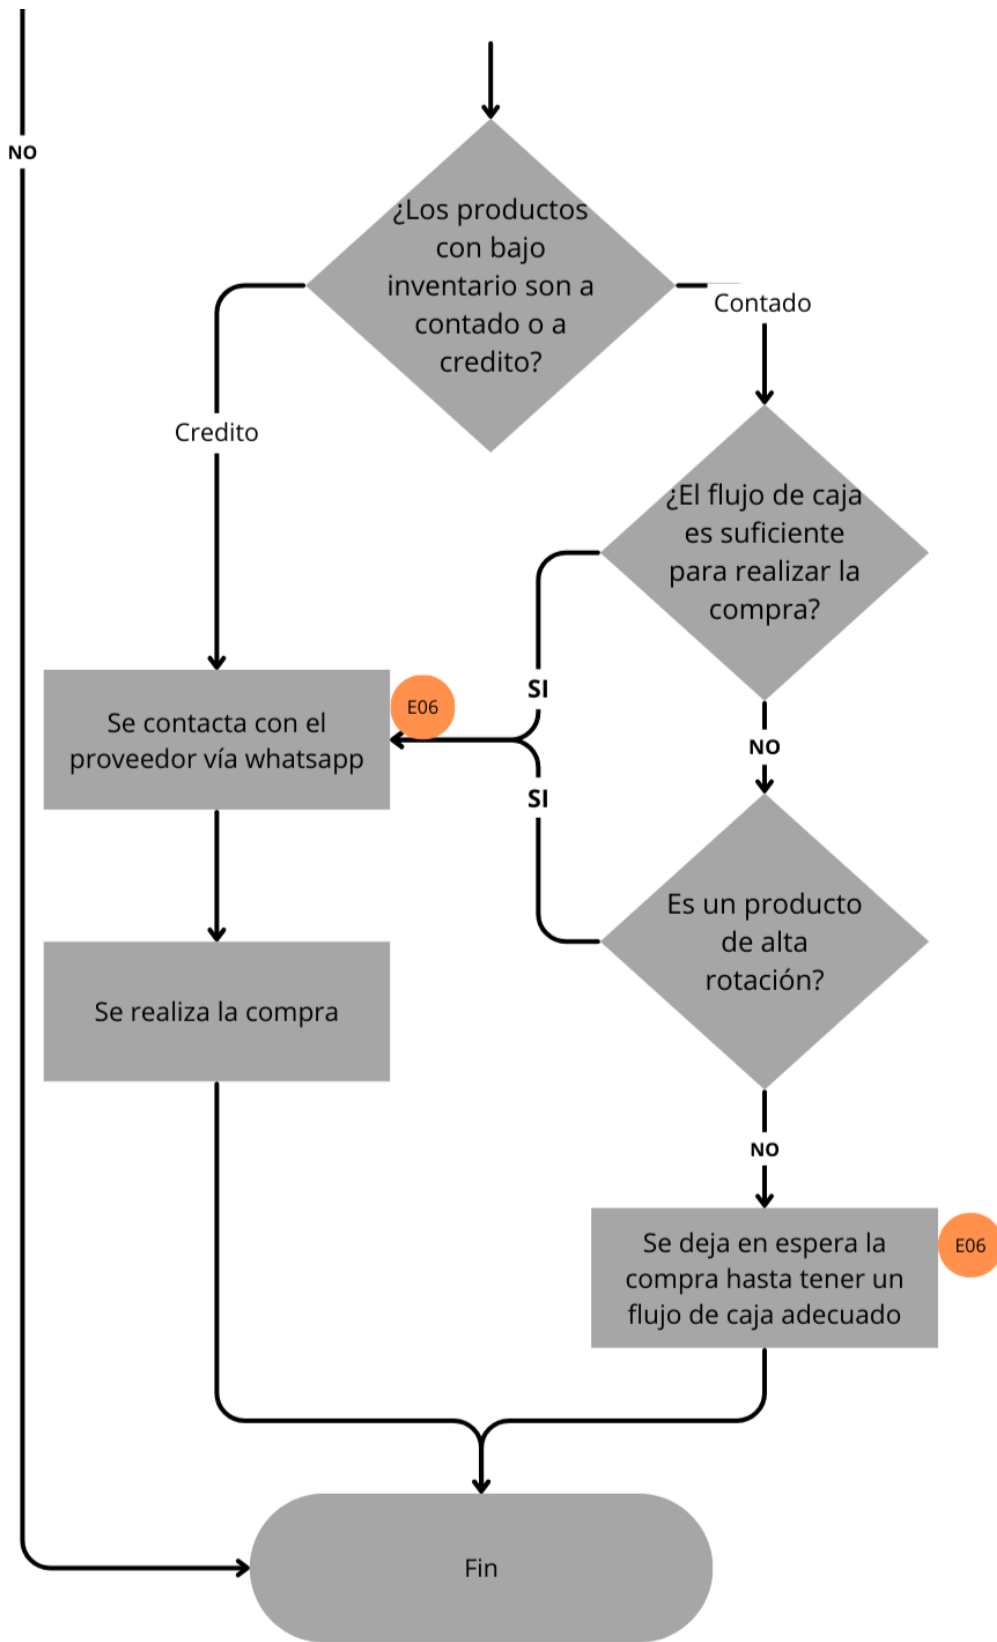 NO
¿Los productos
con bajo
inventario son a
contado o a
credito?
Contado
Credito
¿El flujo de caja
es suficiente
para realizar la
compra?
SI
NO
Se contacta con el
proveedor vía whatsapp
E06
SI
Es un producto
de alta
rotación?
Se realiza la compra
NO
Se deja en espera la
compra hasta tener un
flujo de caja adecuado
E06
Fin